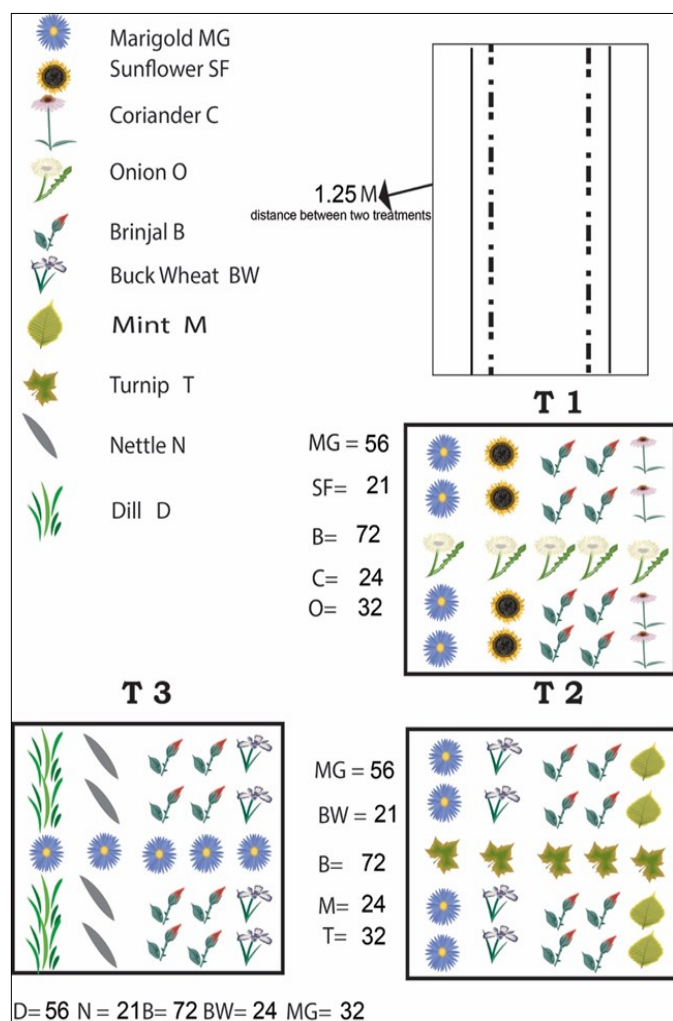 Marigold MG
Sunflower SF
Coriander C
Onion O
Brinjal B
Buck Wheat BW
Mint M
Turnip T
Nettle N
Dill D
1.25 M
distance between two treatments
T 1
MG = 56
SF= 21
B= 72
C= 24
O= 32
T 3
T 2
MG = 56
BW = 21
B= 72
M= 24
T= 32
D= 56 N = 21B= 72 BW= 24 MG= 32